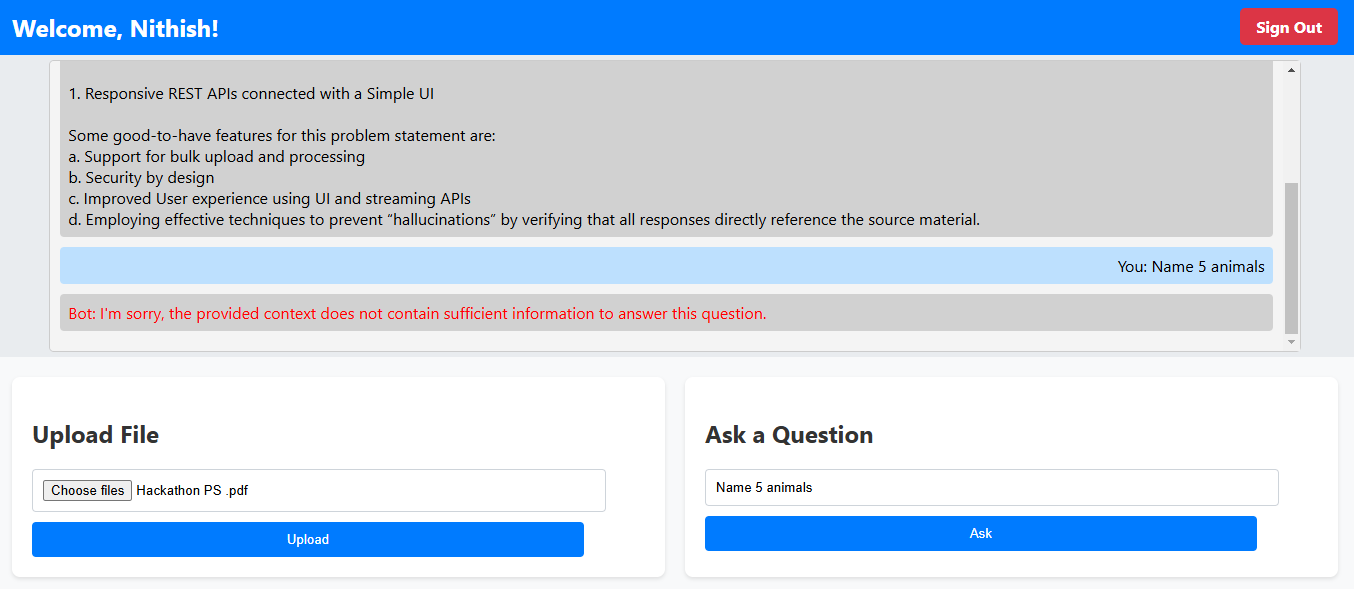 Welcome, Nithish!
Sign Out
1. Responsive REST APIs connected with a Simple UI
Some good-to-have features for this problem statement are:
a. Support for bulk upload and processing
b. Security by design
c. Improved User experience using UI and streaming APIs
d. Employing effective techniques to prevent “hallucinations” by verifying that all responses directly reference the source material.
You: Name 5 animals
Bot: I'm sorry, the provided context does not contain sufficient information to answer this question.
Upload File
Choose files Hackathon PS .pdf
Upload
Ask a Question
Name 5 animals
Ask